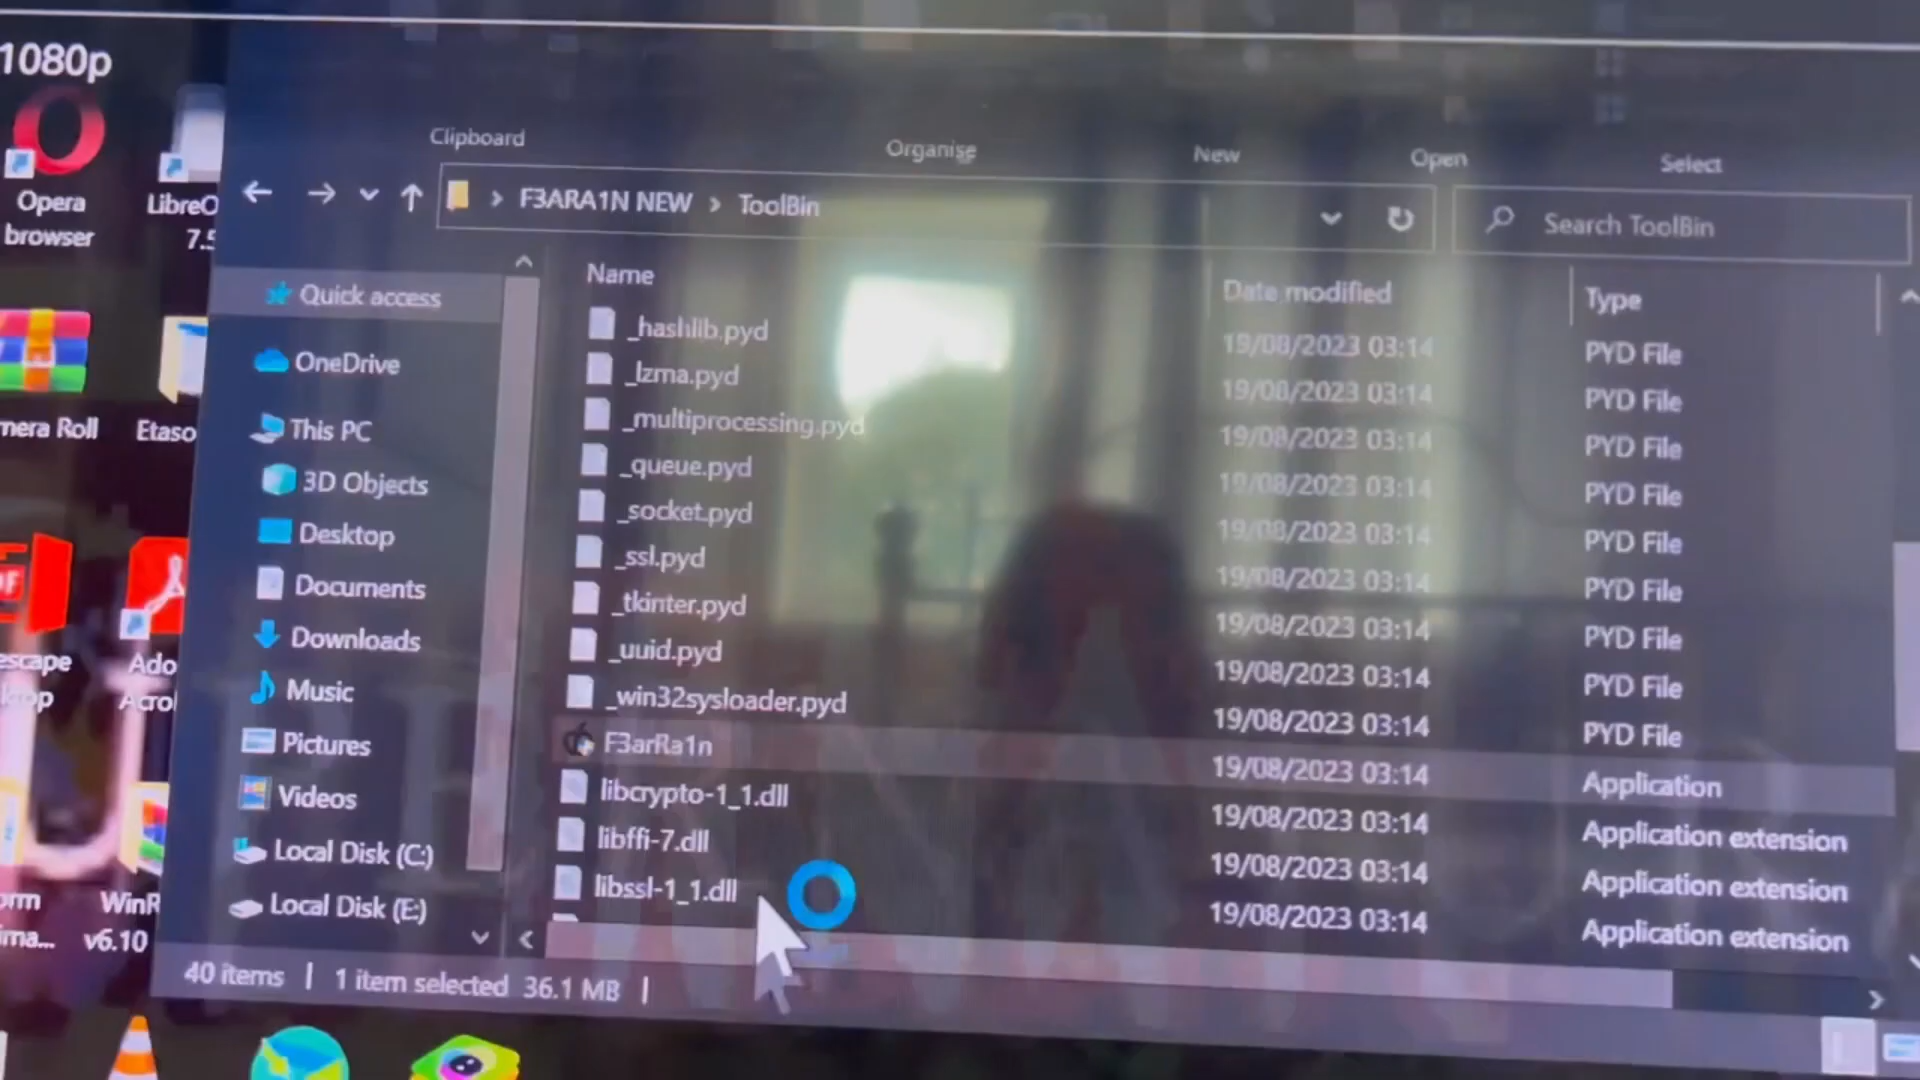 1080p
Clipboard
Organise
New
Open
Select
F3ARA1N NEW > ToolBin
Search ToolBin
Opera
browser
LibreO
7.5
mera Roll
Etaso
escape
Ado
Acrol
WinR
v6.10
Quick access
OneDrive
This PC
3D Objects
Desktop
Documents
Downloads
Music
Pictures
Videos
Local Disk (C:)
Local Disk (E:)
Name Date modified Type
_hashlib.pyd 19/08/2023 03:14 PYD File
_lzma.pyd 19/08/2023 03:14 PYD File
_multiprocessing.pyd 19/08/2023 03:14 PYD File
_queue.pyd 19/08/2023 03:14 PYD File
_socket.pyd 19/08/2023 03:14 PYD File
_ssl.pyd 19/08/2023 03:14 PYD File
_tkinter.pyd 19/08/2023 03:14 PYD File
_uuid.pyd 19/08/2023 03:14 PYD File
_win32sysloader.pyd 19/08/2023 03:14 PYD File
F3arRa1n 19/08/2023 03:14 Application
libcrypto-1_1.dll 19/08/2023 03:14 Application extension
libffi-7.dll 19/08/2023 03:14 Application extension
libssl-1_1.dll 19/08/2023 03:14 Application extension
40 items | 1 item selected 36.1 MB |